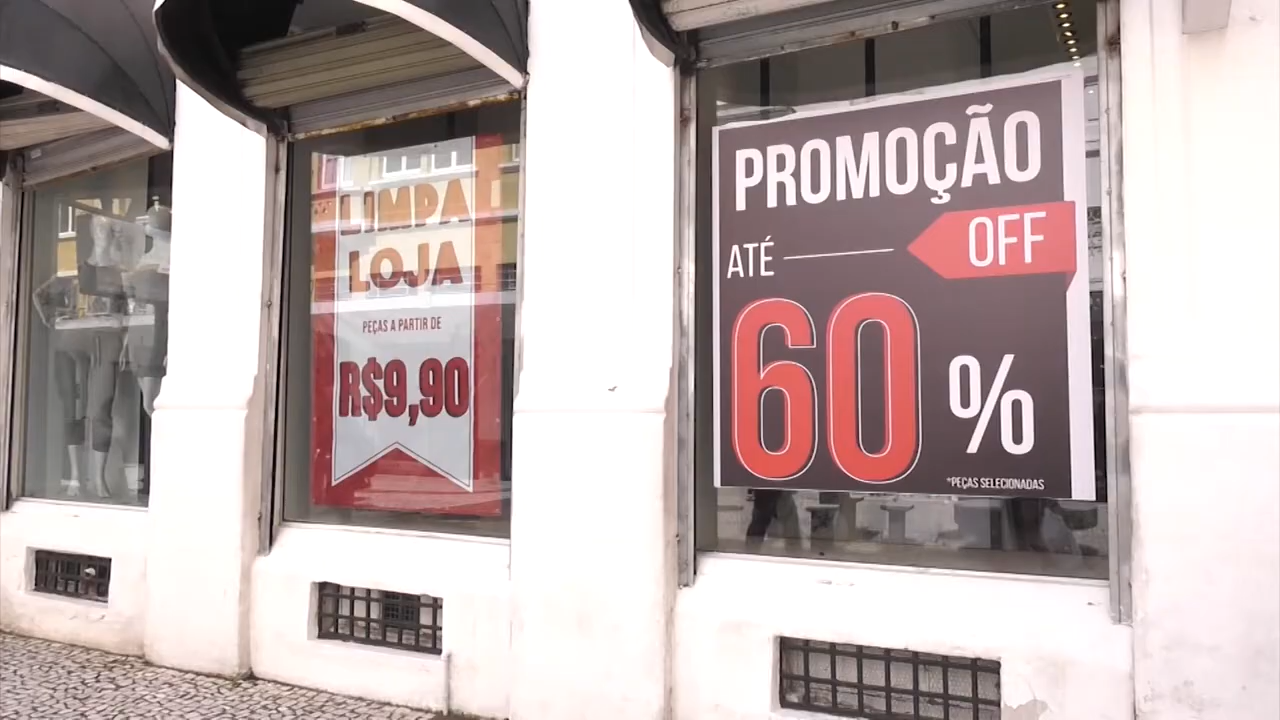 LIMPA
LOJA
PEÇAS A PARTIR DE
R$9,90
PROMOÇÃO
ATÉ
OFF
60%
*PEÇAS SELECIONADAS